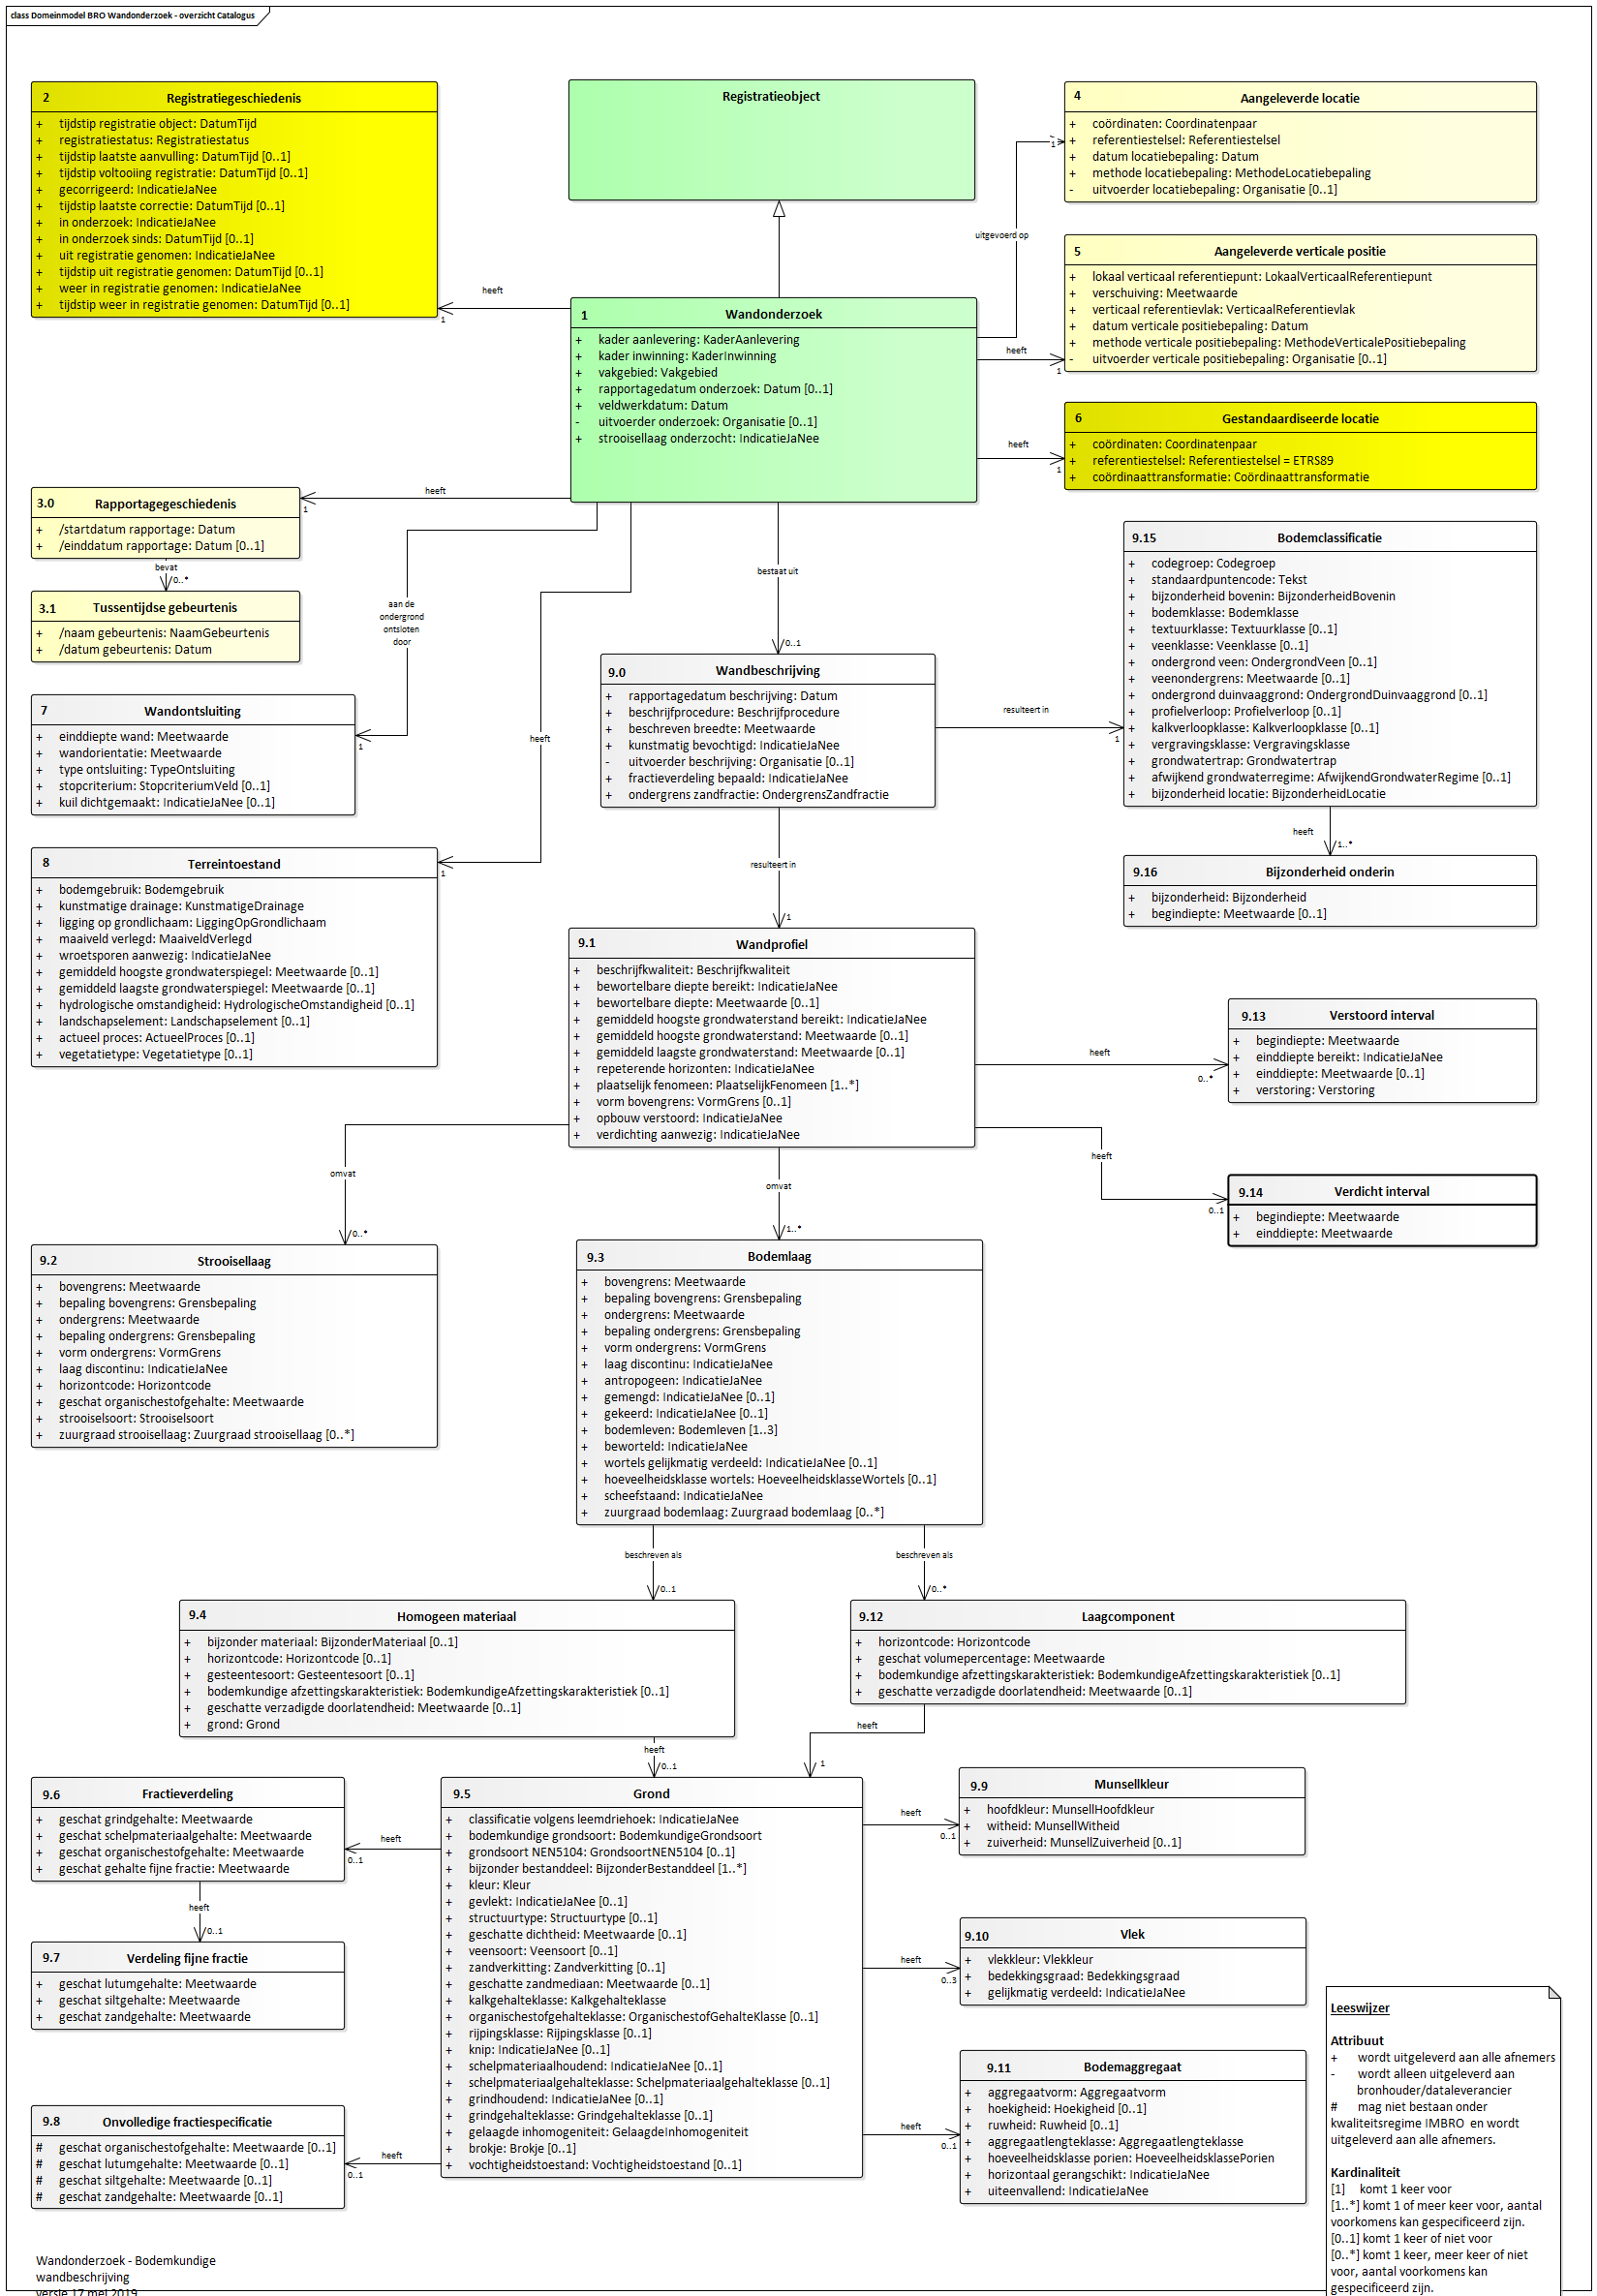 class Domeinmodel BRO Wandonderzoek - overzicht Catalogus
2 Registratiegeschiedenis
+ tijdstip registratie object: DatumTijd
+ registratiestatus: Registratiestatus
+ tijdstip laatste aanvulling: DatumTijd [0..1]
+ tijdstip voltooiing registratie: DatumTijd [0..1]
+ gecorrigeerd: IndicatieJaNee
+ tijdstip laatste correctie: DatumTijd [0..1]
+ in onderzoek: IndicatieJaNee
+ in onderzoek sinds: DatumTijd [0..1]
+ uit registratie genomen: IndicatieJaNee
+ tijdstip uit registratie genomen: DatumTijd [0..1]
+ weer in registratie genomen: IndicatieJaNee
+ tijdstip weer in registratie genomen: DatumTijd [0..1]
Registratieobject
4 Aangeleverde locatie
+ coördinaten: Coordinatenpaar
+ referentiestelsel: Referentiestelsel
+ datum locatiebepaling: Datum
+ methode locatiebepaling: MethodeLocatiebepaling
- uitvoerder locatiebepaling: Organisatie [0..1]
uitgevoerd op
1
5 Aangeleverde verticale positie
+ lokaal verticaal referentiepunt: LokaalVerticaalReferentiepunt
+ verschuiving: Meetwaarde
+ verticaal referentievlak: VerticaalReferentievlak
+ datum verticale positiebepaling: Datum
+ methode verticale positiebepaling: MethodeVerticalePositiebepaling
- uitvoerder verticale positiebepaling: Organisatie [0..1]
heeft
1
heeft
1
1 Wandonderzoek
+ kader aanlevering: KaderAanlevering
+ kader inwinning: KaderInwinning
+ vakgebied: Vakgebied
+ rapportagedatum onderzoek: Datum [0..1]
+ veldwerkdatum: Datum
- uitvoerder onderzoek: Organisatie [0..1]
+ strooisellaag onderzocht: IndicatieJaNee
6 Gestandaardiseerde locatie
+ coördinaten: Coordinatenpaar
+ referentiestelsel: Referentiestelsel = ETRS89
+ coördinaattransformatie: Coördinaattransformatie
heeft
1
heeft
1
3.0 Rapportagegeschiedenis
+ /startdatum rapportage: Datum
+ /einddatum rapportage: Datum [0..1]
bevat
0..*
3.1 Tussentijdse gebeurtenis
+ /naam gebeurtenis: NaamGebeurtenis
+ /datum gebeurtenis: Datum
aan de
ondergrond
ontsloten
door
1
bestaat uit
0..1
9.15 Bodemclassificatie
+ codegroep: Codegroep
+ standaardpuntencode: Tekst
+ bijzonderheid bovenin: BijzonderheidBovenin
+ bodemklasse: Bodemklasse
+ textuurklasse: Textuurklasse [0..1]
+ veenklasse: Veenklasse [0..1]
+ ondergrond veen: OndergrondVeen [0..1]
+ veenondergrens: Meetwaarde [0..1]
+ ondergrond duinvaaggrond: OndergrondDuinvaaggrond [0..1]
+ profielverloop: Profielverloop [0..1]
+ kalkverloopklasse: Kalkverloopklasse [0..1]
+ vergravingsklasse: Vergravingsklasse
+ grondwatertrap: Grondwatertrap
+ afwijkend grondwaterregime: AfwijkendGrondwaterRegime [0..1]
+ bijzonderheid locatie: BijzonderheidLocatie
9.0 Wandbeschrijving
+ rapportagedatum beschrijving: Datum
+ beschrijfprocedure: Beschrijfprocedure
+ beschreven breedte: Meetwaarde
+ kunstmatig bevochtigd: IndicatieJaNee
- uitvoerder beschrijving: Organisatie [0..1]
+ fractieverdeling bepaald: IndicatieJaNee
+ ondergrens zandfractie: OndergrensZandfractie
resulteert in
1
7 Wandontsluiting
+ einddiepte wand: Meetwaarde
+ wandorientatie: Meetwaarde
+ type ontsluiting: TypeOntsluiting
+ stopcriterium: StopcriteriumVeld [0..1]
+ kuil dichtgemaakt: IndicatieJaNee [0..1]
heeft
1
heeft
1..*
8 Terreintoestand
+ bodemgebruik: Bodemgebruik
+ kunstmatige drainage: KunstmatigeDrainage
+ ligging op grondlichaam: LiggingOpGrondlichaam
+ maaiveld verlegd: MaaiveldVerlegd
+ wroetsporen aanwezig: IndicatieJaNee
+ gemiddeld hoogste grondwaterspiegel: Meetwaarde [0..1]
+ gemiddeld laagste grondwaterspiegel: Meetwaarde [0..1]
+ hydrologische omstandigheid: HydrologischeOmstandigheid [0..1]
+ landschapselement: Landschapselement [0..1]
+ actueel proces: ActueelProces [0..1]
+ vegetatietype: Vegetatietype [0..1]
9.16 Bijzonderheid onderin
+ bijzonderheid: Bijzonderheid
+ begindiepte: Meetwaarde [0..1]
resulteert in
1
9.1 Wandprofiel
+ beschrijfkwaliteit: Beschrijfkwaliteit
+ bewortelbare diepte bereikt: IndicatieJaNee
+ bewortelbare diepte: Meetwaarde [0..1]
+ gemiddeld hoogste grondwaterstand bereikt: IndicatieJaNee
+ gemiddeld hoogste grondwaterstand: Meetwaarde [0..1]
+ gemiddeld laagste grondwaterstand: Meetwaarde [0..1]
+ repeterende horizonten: IndicatieJaNee
+ plaatselijk fenomeen: PlaatselijkFenomeen [1..*]
+ vorm bovengrens: VormGrens [0..1]
+ opbouw verstoord: IndicatieJaNee
+ verdichting aanwezig: IndicatieJaNee
9.13 Verstoord interval
+ begindiepte: Meetwaarde
+ einddiepte bereikt: IndicatieJaNee
+ einddiepte: Meetwaarde [0..1]
+ verstoring: Verstoring
heeft
0..*
heeft
0..1
9.14 Verdicht interval
+ begindiepte: Meetwaarde
+ einddiepte: Meetwaarde
omvat
0..*
omvat
1..*
9.2 Strooisellaag
+ bovengrens: Meetwaarde
+ bepaling bovengrens: Grensbepaling
+ ondergrens: Meetwaarde
+ bepaling ondergrens: Grensbepaling
+ vorm ondergrens: VormGrens
+ laag discontinu: IndicatieJaNee
+ horizontcode: Horizontcode
+ geschat organischestofgehalte: Meetwaarde
+ strooiselsoort: Strooiselsoort
+ zuurgraad strooisellaag: Zuurgraad strooisellaag [0..*]
9.3 Bodemlaag
+ bovengrens: Meetwaarde
+ bepaling bovengrens: Grensbepaling
+ ondergrens: Meetwaarde
+ bepaling ondergrens: Grensbepaling
+ vorm ondergrens: VormGrens
+ laag discontinu: IndicatieJaNee
+ antropogeen: IndicatieJaNee
+ gemengd: IndicatieJaNee [0..1]
+ gekeerd: IndicatieJaNee [0..1]
+ bodemleven: Bodemleven [1..3]
+ beworteld: IndicatieJaNee
+ wortels gelijkmatig verdeeld: IndicatieJaNee [0..1]
+ hoeveelheidsklasse wortels: HoeveelheidsklasseWortels [0..1]
+ scheefstaand: IndicatieJaNee
+ zuurgraad bodemlaag: Zuurgraad bodemlaag [0..*]
beschreven als
0..1
beschreven als
0..*
9.4 Homogeen materiaal
+ bijzonder materiaal: BijzonderMateriaal [0..1]
+ horizontcode: Horizontcode [0..1]
+ gesteentesoort: Gesteentesoort [0..1]
+ bodemkundige afzettingskarakteristiek: BodemkundigeAfzettingskarakteristiek [0..1]
+ geschatte verzadigde doorlatendheid: Meetwaarde [0..1]
+ grond: Grond
9.12 Laagcomponent
+ horizontcode: Horizontcode
+ geschat volumepercentage: Meetwaarde
+ bodemkundige afzettingskarakteristiek: BodemkundigeAfzettingskarakteristiek [0..1]
+ geschatte verzadigde doorlatendheid: Meetwaarde [0..1]
heeft
0..1
heeft
1
9.6 Fractieverdeling
+ geschat grindgehalte: Meetwaarde
+ geschat schelpmateriaalgehalte: Meetwaarde
+ geschat organischestofgehalte: Meetwaarde
+ geschat gehalte fijne fractie: Meetwaarde
heeft
0..1
heeft
0..1
9.7 Verdeling fijne fractie
+ geschat lutumgehalte: Meetwaarde
+ geschat siltgehalte: Meetwaarde
+ geschat zandgehalte: Meetwaarde
9.8 Onvolledige fractiespecificatie
# geschat organischestofgehalte: Meetwaarde [0..1]
# geschat lutumgehalte: Meetwaarde [0..1]
# geschat siltgehalte: Meetwaarde [0..1]
# geschat zandgehalte: Meetwaarde [0..1]
heeft
0..1
9.5 Grond
+ classificatie volgens leemdriehoek: IndicatieJaNee
+ bodemkundige grondsoort: BodemkundigeGrondsoort
+ grondsoort NEN5104: GrondsoortNEN5104 [0..1]
+ bijzonder bestanddeel: BijzonderBestanddeel [1..*]
+ kleur: Kleur
+ gevlekt: IndicatieJaNee [0..1]
+ structuurtype: Structuurtype [0..1]
+ geschatte dichtheid: Meetwaarde [0..1]
+ veensoort: Veensoort [0..1]
+ zandverkitting: Zandverkitting [0..1]
+ geschatte zandmediaan: Meetwaarde [0..1]
+ kalkgehalteklasse: Kalkgehalteklasse
+ organischestofgehalteklasse: OrganischestofGehalteKlasse [0..1]
+ rijpingsklasse: Rijpingsklasse [0..1]
+ knip: IndicatieJaNee [0..1]
+ schelpmateriaalhoudend: IndicatieJaNee [0..1]
+ schelpmateriaalgehalteklasse: Schelpmateriaalgehalteklasse [0..1]
+ grindhoudend: IndicatieJaNee [0..1]
+ grindgehalteklasse: Grindgehalteklasse [0..1]
+ gelaagde inhomogeniteit: GelaagdeInhomogeniteit
+ brokje: Brokje [0..1]
+ vochtigheidstoestand: Vochtigheidstoestand [0..1]
heeft
0..1
9.9 Munsellkleur
+ hoofdkleur: MunsellHoofdkleur
+ witheid: MunsellWitheid
+ zuiverheid: MunsellZuiverheid [0..1]
heeft
0..3
9.10 Vlek
+ vlekkleur: Vlekkleur
+ bedekkingsgraad: Bedekkingsgraad
+ gelijkmatig verdeeld: IndicatieJaNee
heeft
0..1
9.11 Bodemaggregaat
+ aggregaatvorm: Aggregaatvorm
+ hoekigheid: Hoekigheid [0..1]
+ ruwheid: Ruwheid [0..1]
+ aggregaatlengteklasse: Aggregaatlengteklasse
+ hoeveelheidsklasse porien: HoeveelheidsklassePorien
+ horizontaal gerangschikt: IndicatieJaNee
+ uiteenvallend: IndicatieJaNee
Leeswijzer
Attribuut
+ wordt uitgeleverd aan alle afnemers
- wordt alleen uitgeleverd aan
bronhouder/dataleverancier
# mag niet bestaan onder
kwaliteitsregime IMBRO en wordt
uitgeleverd aan alle afnemers.
Kardinaliteit
[1] komt 1 keer voor
[1..*] komt 1 of meer keer voor, aantal
voorkomens kan gespecificeerd zijn.
[0..1] komt 1 keer of niet voor
[0..*] komt 1 keer, meer keer of niet
voor, aantal voorkomens kan
gespecificeerd zijn.
Wandonderzoek - Bodemkundige
wandbeschrijving
versie 17 mei 2019